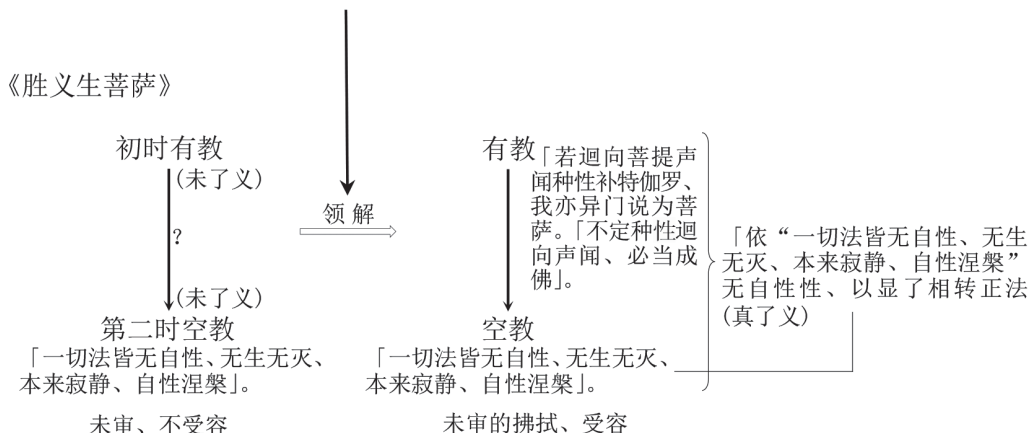 《胜义生菩萨》
初时有教
(未了义)
?
(未了义)
第二时空教
「一切法皆无自性、无生无灭、
本来寂静、自性涅槃」。
未审、不受容
领 解
有教
「若迴向菩提声
闻种性补特伽罗、
我亦异门说为菩
萨。「不定种性迴
向声闻、必当成
佛」。
空教
「一切法皆无自性、无生无灭、
本来寂静、自性涅槃」。
未审的拂拭、受容
「依“一切法皆无自性、无生
无灭、本来寂静、自性涅槃”
无自性性、以显了相转正法
(真了义)